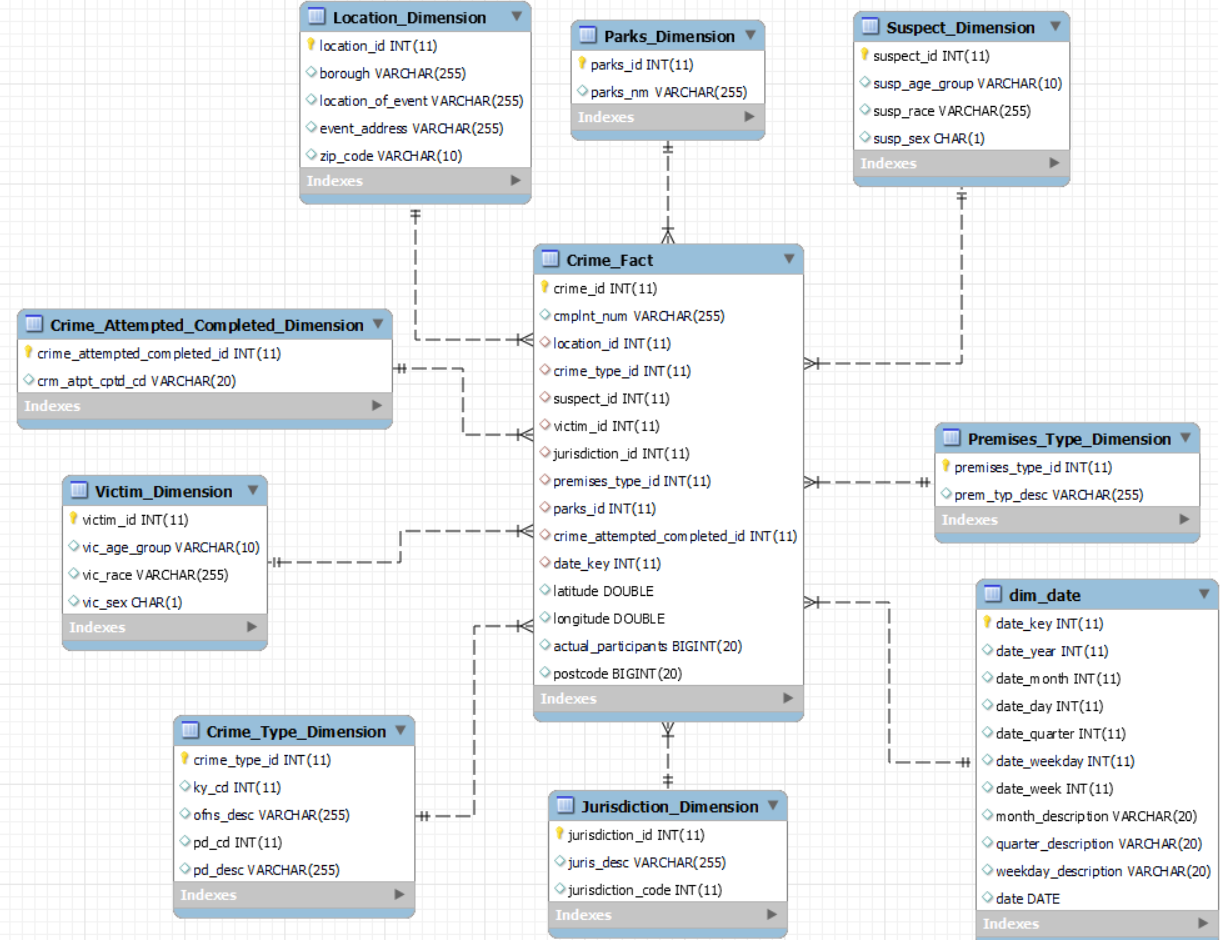 Location_Dimension
location_id INT(11)
borough VARCHAR(255)
location_of_event VARCHAR(255)
event_address VARCHAR(255)
zip_code VARCHAR(10)
Indexes
Parks_Dimension
parks_id INT(11)
parks_nm VARCHAR(255)
Indexes
Suspect_Dimension
suspect_id INT(11)
susp_age_group VARCHAR(10)
susp_race VARCHAR(255)
susp_sex CHAR(1)
Indexes
Crime_Attempted_Completed_Dimension
crime_attempted_completed_id INT(11)
crm_atpt_cptd_cd VARCHAR(20)
Indexes
Crime_Fact
crime_id INT(11)
cmplnt_num VARCHAR(255)
location_id INT(11)
crime_type_id INT(11)
suspect_id INT(11)
victim_id INT(11)
jurisdiction_id INT(11)
premises_type_id INT(11)
parks_id INT(11)
crime_attempted_completed_id INT(11)
date_key INT(11)
latitude DOUBLE
longitude DOUBLE
actual_participants BIGINT(20)
postcode BIGINT(20)
Indexes
Premises_Type_Dimension
premises_type_id INT(11)
prem_typ_desc VARCHAR(255)
Indexes
Victim_Dimension
victim_id INT(11)
vic_age_group VARCHAR(10)
vic_race VARCHAR(255)
vic_sex CHAR(1)
Indexes
dim_date
date_key INT(11)
date_year INT(11)
date_month INT(11)
date_day INT(11)
date_quarter INT(11)
date_weekday INT(11)
date_week INT(11)
month_description VARCHAR(20)
quarter_description VARCHAR(20)
weekday_description VARCHAR(20)
date DATE
Indexes
Crime_Type_Dimension
crime_type_id INT(11)
ky_cd INT(11)
ofns_desc VARCHAR(255)
pd_cd INT(11)
pd_desc VARCHAR(255)
Indexes
Jurisdiction_Dimension
jurisdiction_id INT(11)
juris_desc VARCHAR(255)
jurisdiction_code INT(11)
Indexes